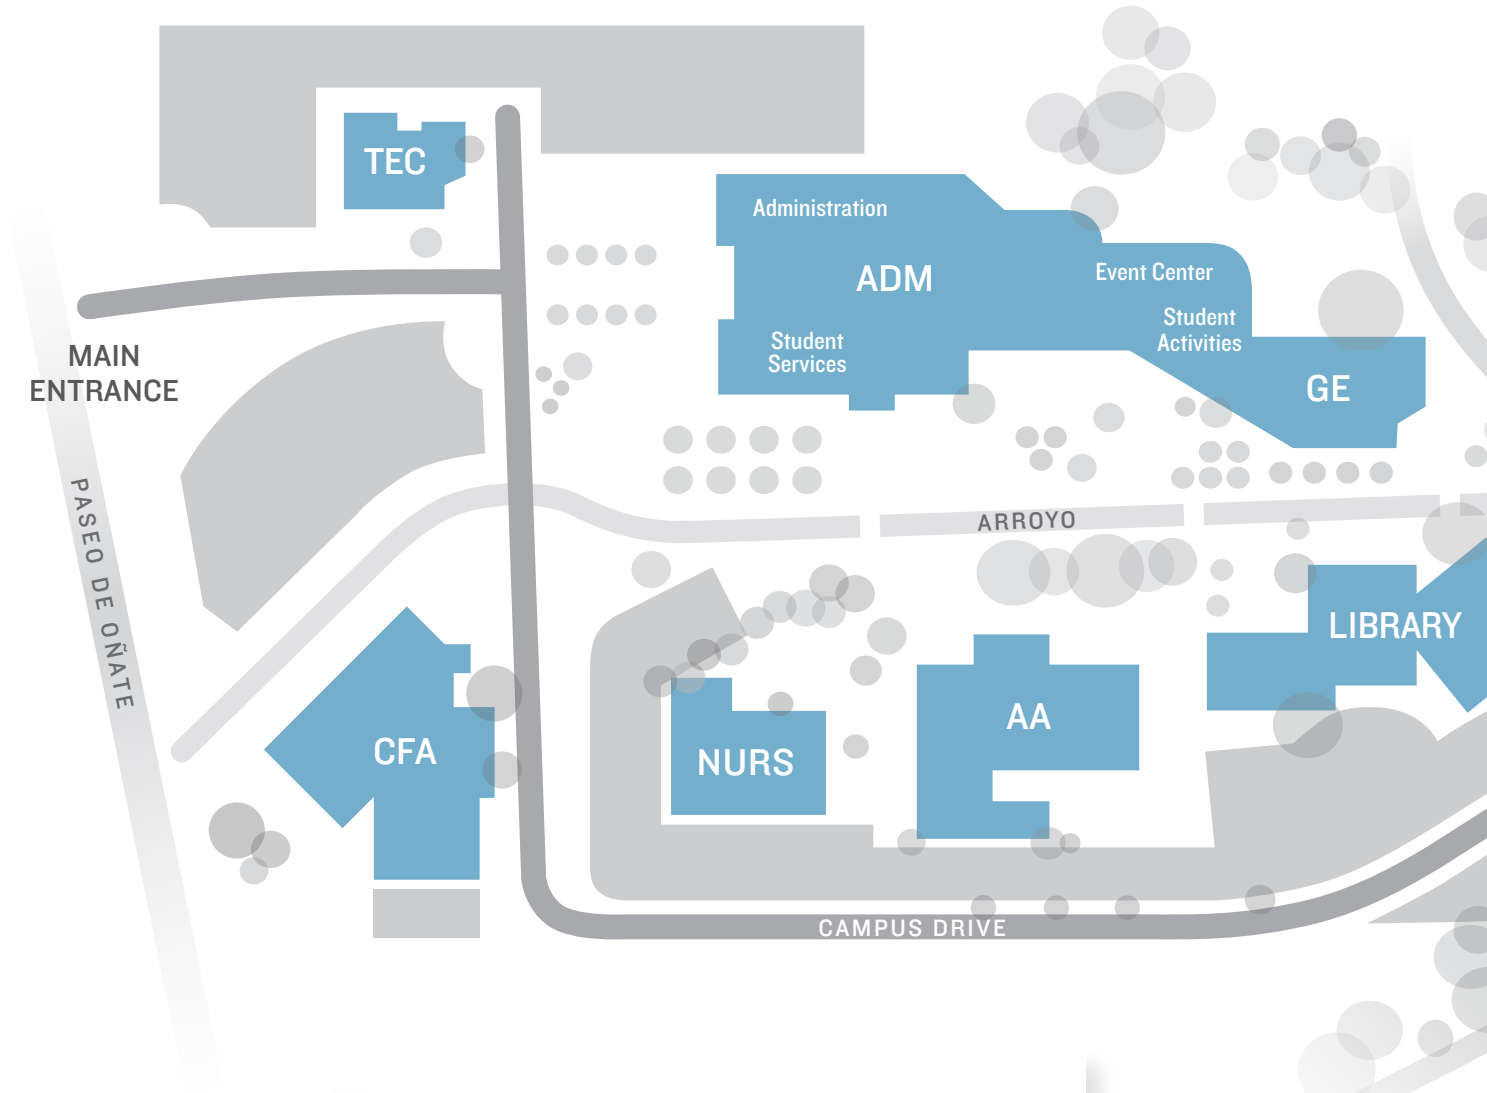 TEC
Administration
ADM
Event Center
Student
Activities
Student
Services
GE
MAIN
ENTRANCE
PASEO DE OÑATE
ARROYO
LIBRARY
CFA
NURS
AA
CAMPUS DRIVE